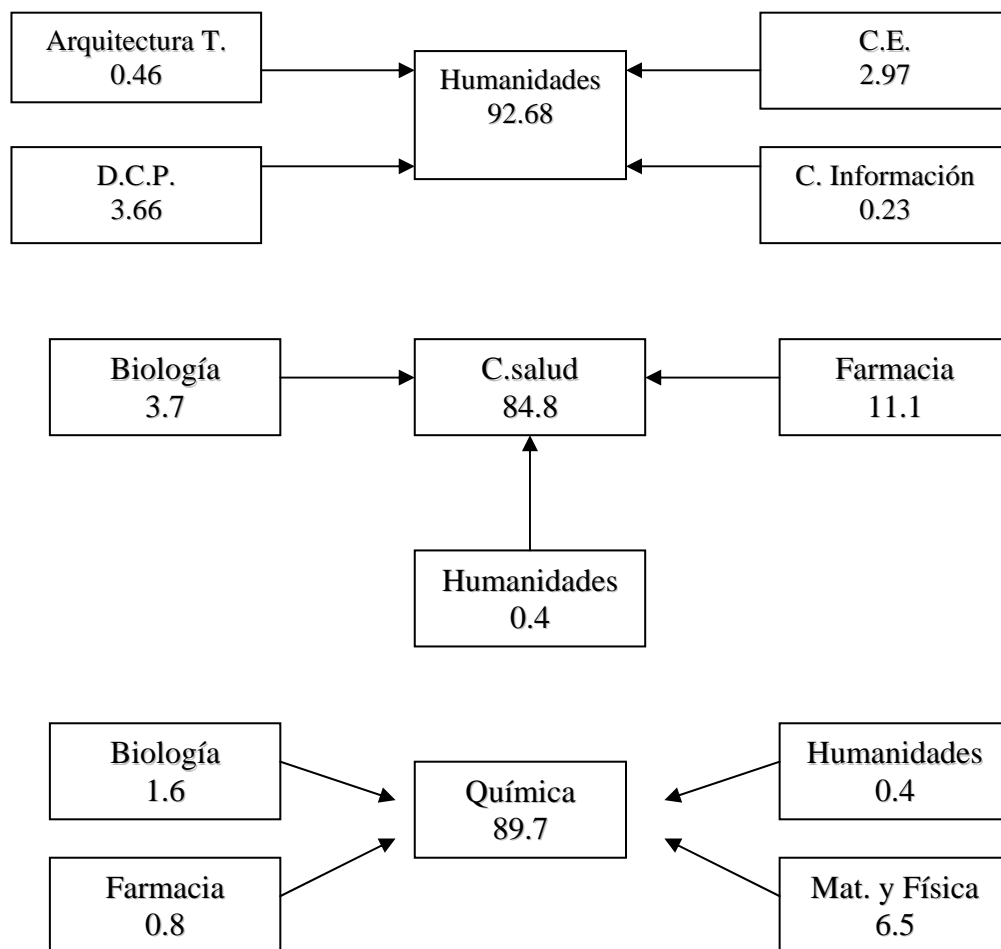 Arquitectura T.
0.46
Humanidades
92.68
C.E.
2.97
D.C.P.
3.66
C. Información
0.23
Biología
3.7
C.salud
84.8
Farmacia
11.1
Humanidades
0.4
Biología
1.6
Química
89.7
Humanidades
0.4
Farmacia
0.8
Mat. y Física
6.5